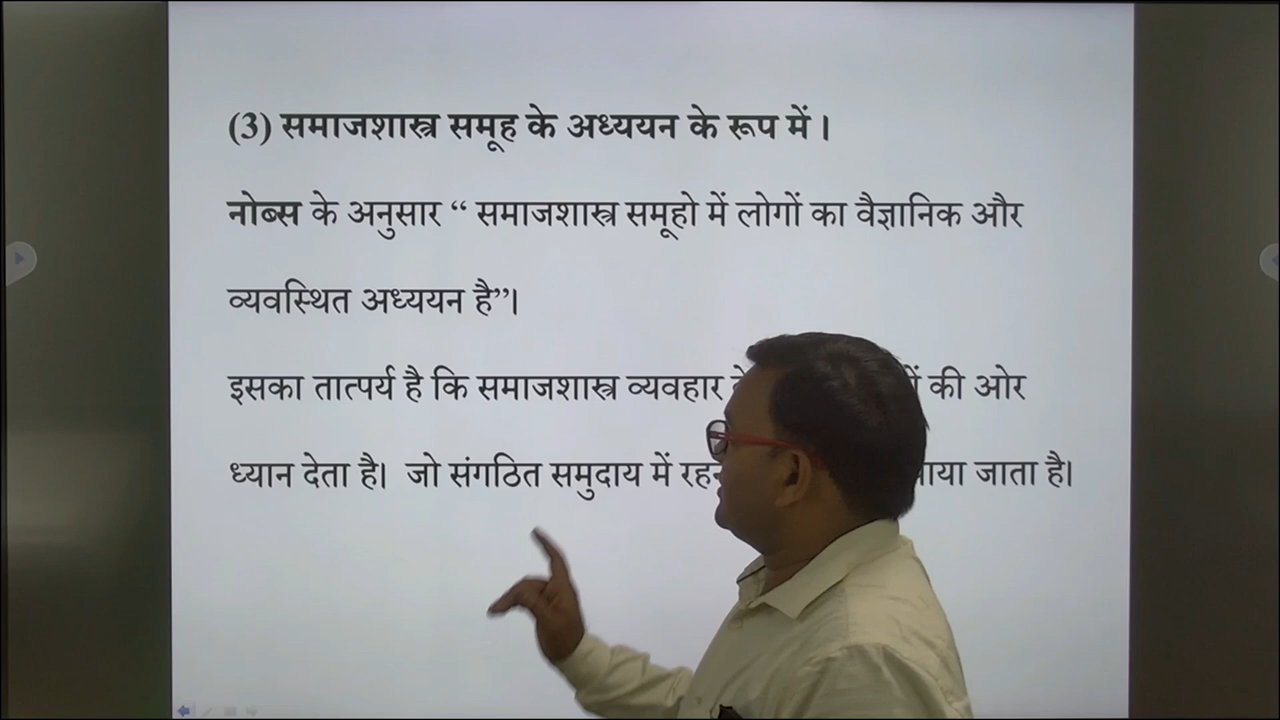 (3) समाजशास्त्र समूह के अध्ययन के रूप में ।
नोब्स के अनुसार “ समाजशास्त्र समूहो में लोगों का वैज्ञानिक और
व्यवस्थित अध्ययन है”।
इसका तात्पर्य है कि समाजशास्त्र व्यवहार की ओर
ध्यान देता है। जो संगठित समुदाय में जाता है।